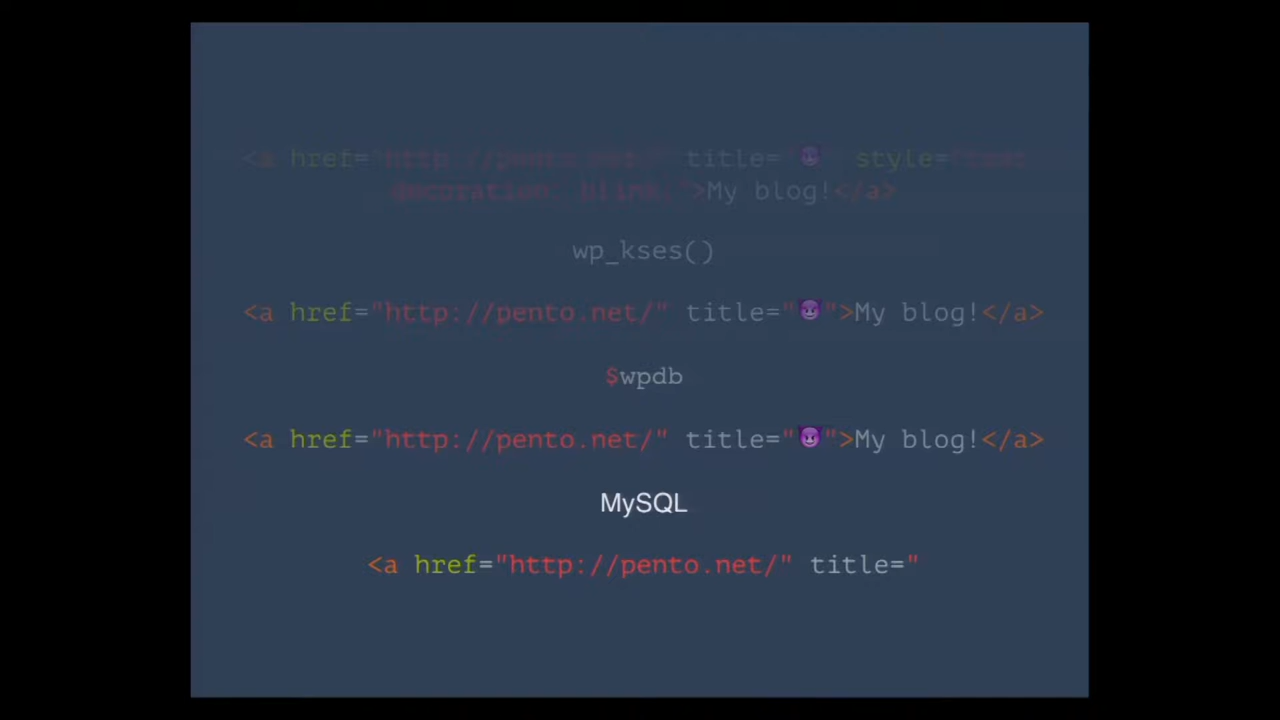 <a href="http://pento.net/" title="😈" style="text-
decoration: blink;">My blog!</a>
wp_kses()
<a href="http://pento.net/" title="😈">My blog!</a>
$wpdb
<a href="http://pento.net/" title="😈">My blog!</a>
MySQL
<a href="http://pento.net/" title="